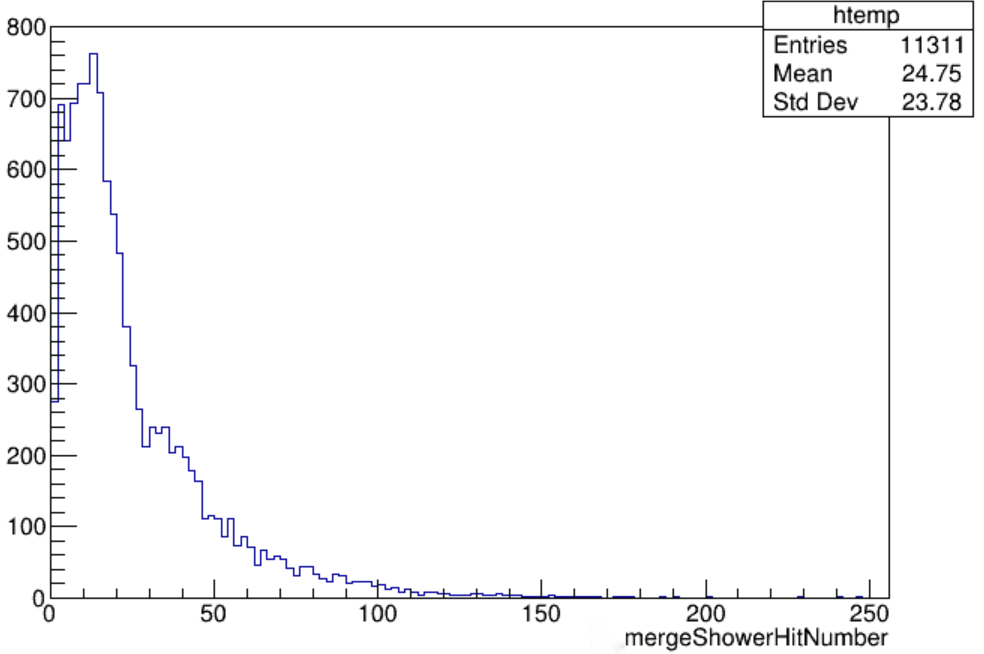 htemp
Entries 11311
Mean 24.75
Std Dev 23.78
800
700
600
500
400
300
200
100
0
0 50 100 150 200 250
mergeShowerHitNumber